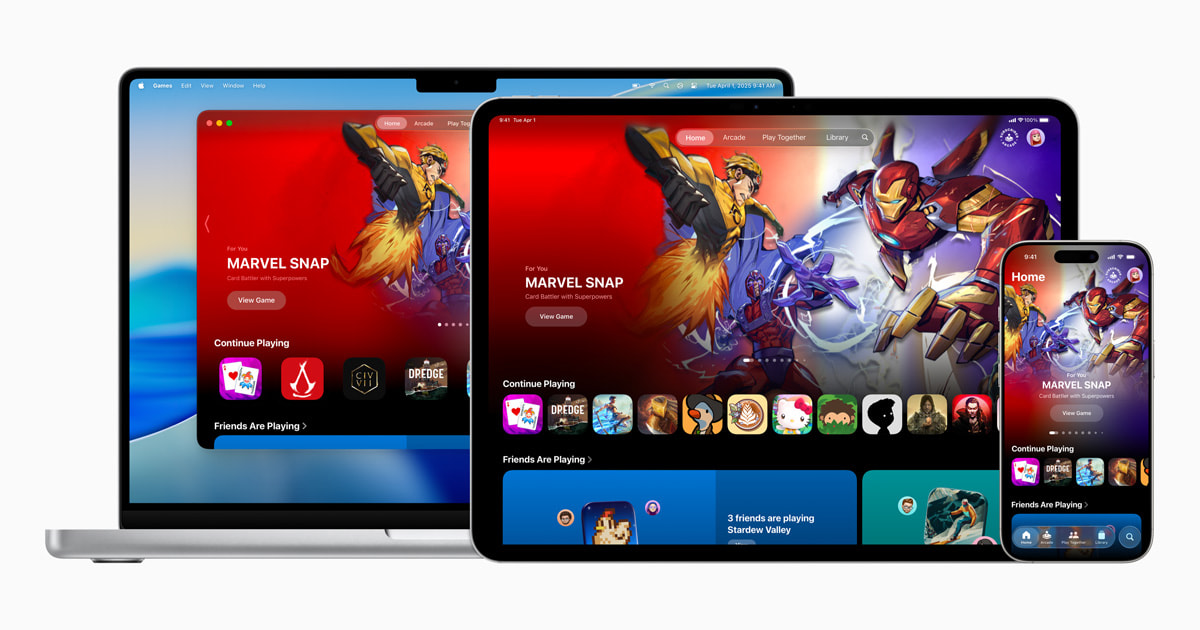 Games Edit View Window Help
Tue April 1, 2025 9:41 AM
Home Arcade Play Tog
For You
MARVEL SNAP
Card Battler with Superpowers
View Game
Continue Playing
CIV
VII
DREDGE
Friends Are Playing
9:41 Tue Apr 1
100%
Home Arcade Play Together Library
For You
MARVEL SNAP
Card Battler with Superpowers
View Game
Continue Playing
DREDGE
Friends Are Playing
3 friends are playing
Stardew Valley
9:41
Home
For You
MARVEL SNAP
Card Battler with Superpowers
View Game
Continue Playing
DREDGE
Friends Are Playing
Home Arcade Play Together Library